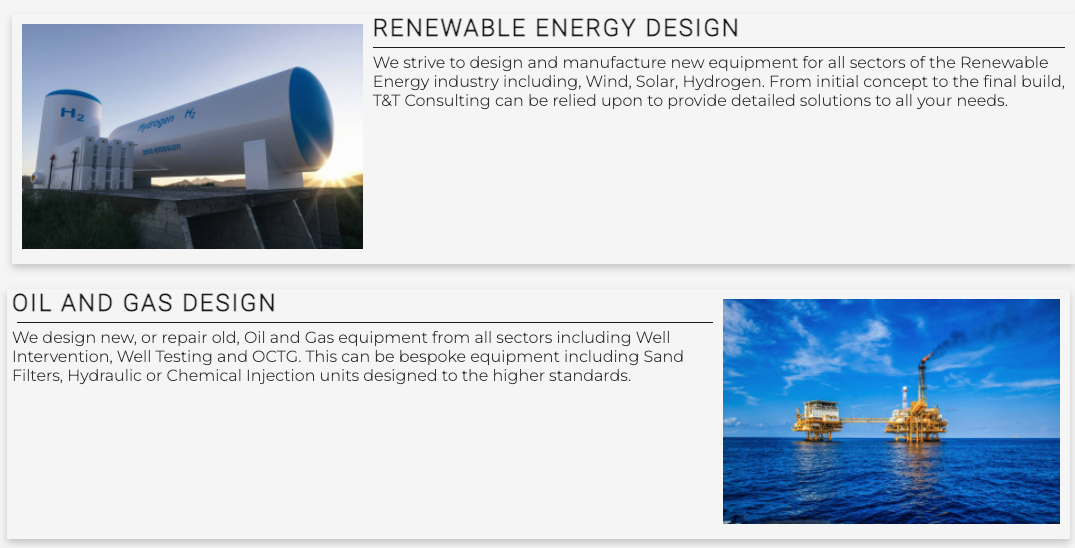 RENEWABLE ENERGY DESIGN
We strive to design and manufacture new equipment for all sectors of the Renewable
Energy industry including, Wind, Solar, Hydrogen. From initial concept to the final build,
T&T Consulting can be relied upon to provide detailed solutions to all your needs.
H2
Hydrogen H2
zero emission
OIL AND GAS DESIGN
We design new, or repair old, Oil and Gas equipment from all sectors including Well
Intervention, Well Testing and OCTG. This can be bespoke equipment including Sand
Filters, Hydraulic or Chemical Injection units designed to the higher standards.